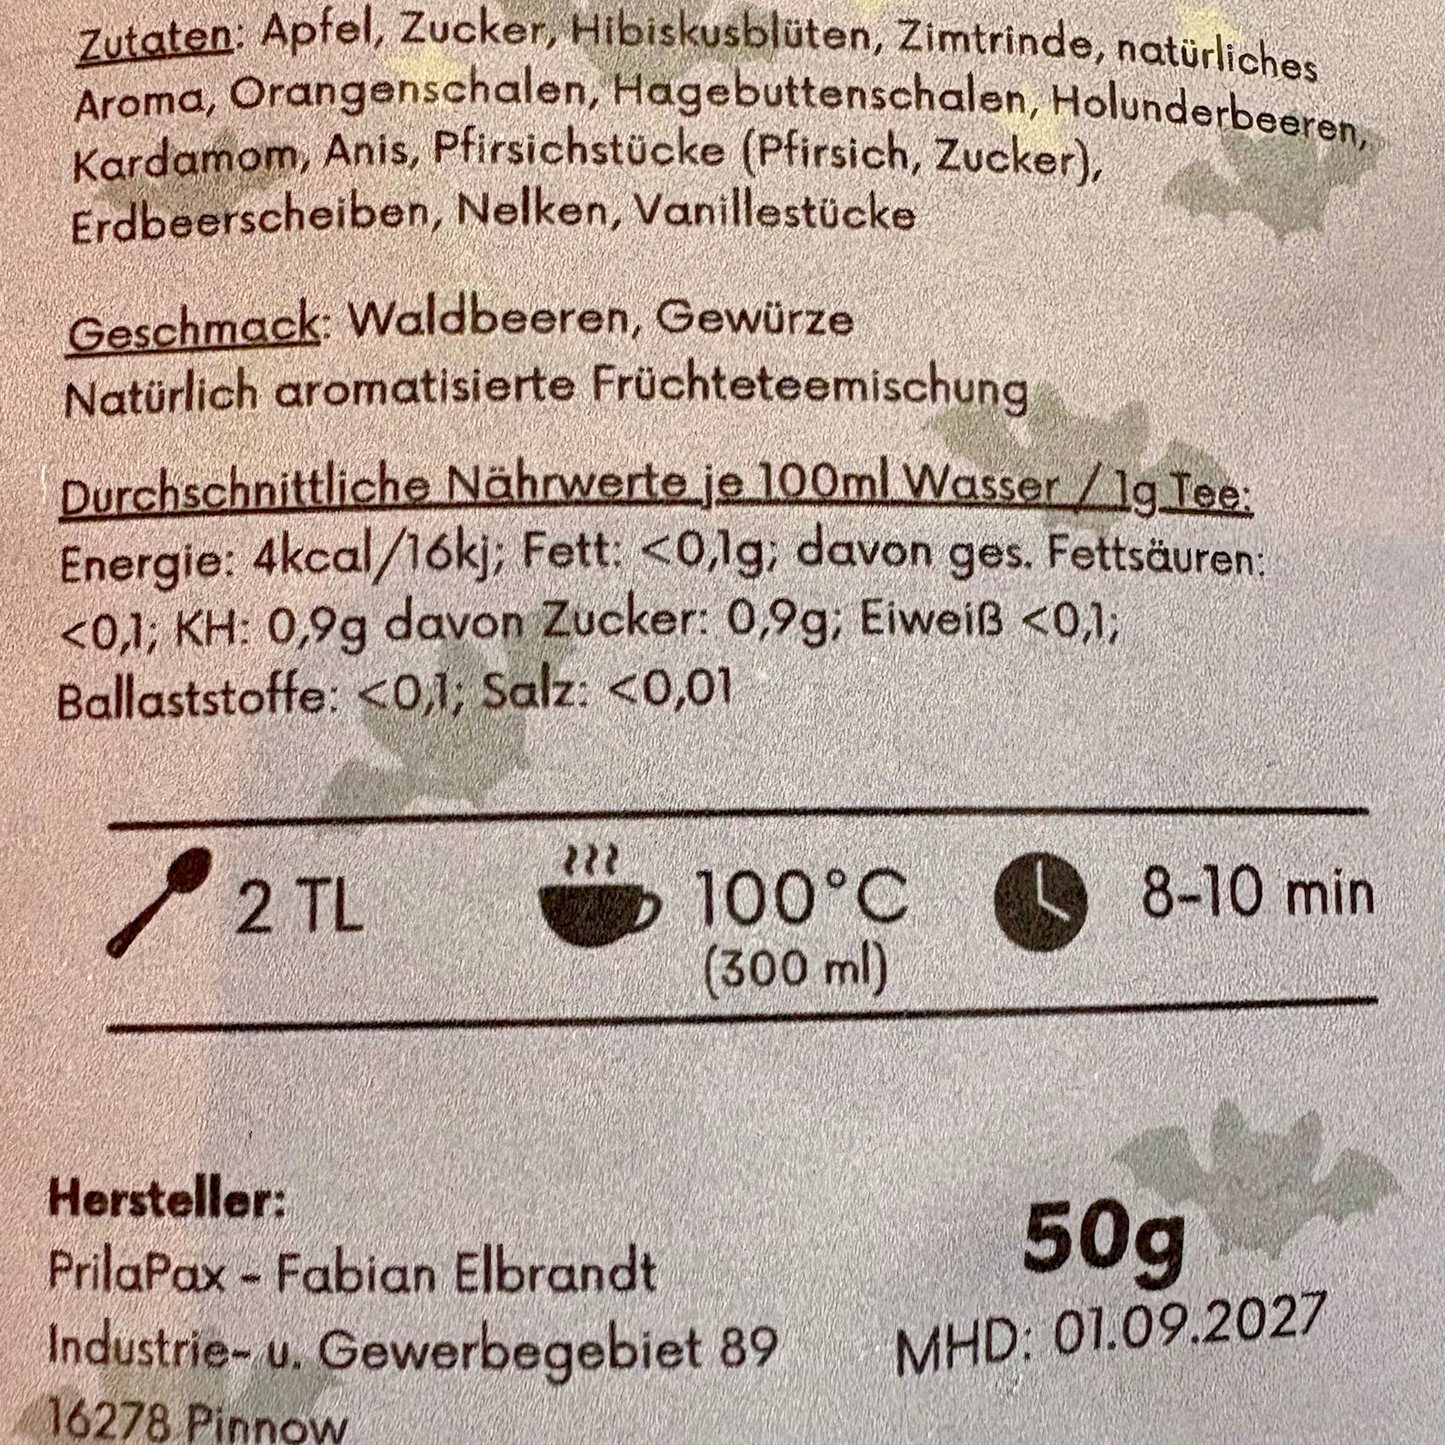 Zutaten: Apfel, Zucker, Hibiskusblüten, Zimtrinde, natürliches
Aroma, Orangenschalen, Hagebuttenschalen, Holunderbeeren,
Kardamom, Anis, Pfirsichstücke (Pfirsich, Zucker),
Erdbeerscheiben, Nelken, Vanillestücke
Geschmack: Waldbeeren, Gewürze
Natürlich aromatisierte Früchteteemischung
Durchschnittliche Nährwerte je 100ml Wasser / 1g Tee:
Energie: 4kcal/16kj; Fett: <0,1g; davon ges. Fettsäuren:
<0,1; KH: 0,9g davon Zucker: 0,9g; Eiweiß <0,1;
Ballaststoffe: <0,1; Salz: <0,01
2 TL
100°C
(300 ml)
8-10 min
Hersteller:
PrilaPax - Fabian Elbrandt
Industrie- u. Gewerbegebiet 89
16278 Pinnow
50g
MHD: 01.09.2027